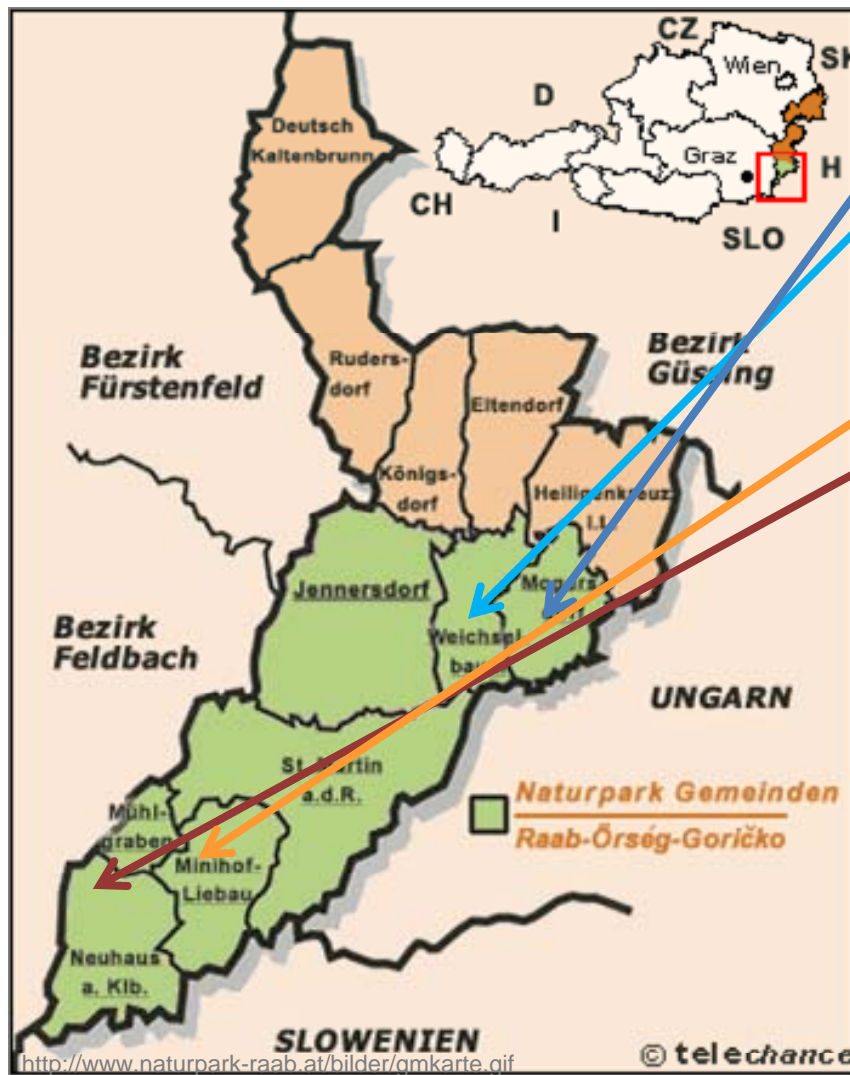 CZ
SK
Wien
D
Graz
H
CH
I
SLO
Deutsch
Kaltenbrunn
Bezirk
Fürstenfeld
Ruders-
dorf
Bezirk
Güssing
Eltendorf
Königs-
dorf
Heiligenkreuz
i.L.
Jennersdorf
Weichsel
Bezirk
Feldbach
UNGARN
St. Martin
a.d.R.
Mühl-
graben
Minihof-
Liebau
Naturpark Gemeinden
Raab-Őrség-Goričko
Neuhaus
a. Klb.
SLOWENIEN
http://www.naturpark-raab.at/bilder/gmkarte.gif
© telechance